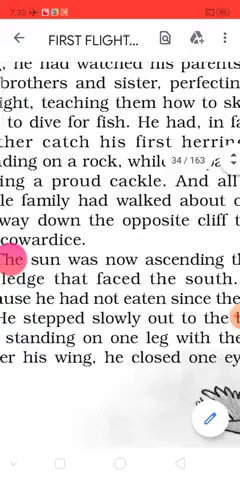 7:33
FIRST FLIGHT...
he had watched his parents
brothers and sister, perfectin
ight, teaching them how to sk
to dive for fish. He had, in fa
ther catch his first herrin
nding on a rock, while pa
34 / 163
ing a proud cackle. And all
le family had walked about o
way down the opposite cliff t
cowardice.
The sun was now ascending th
ledge that faced the south.
ause he had not eaten since the
He stepped slowly out to the
standing on one leg with the
er his wing, he closed one ey